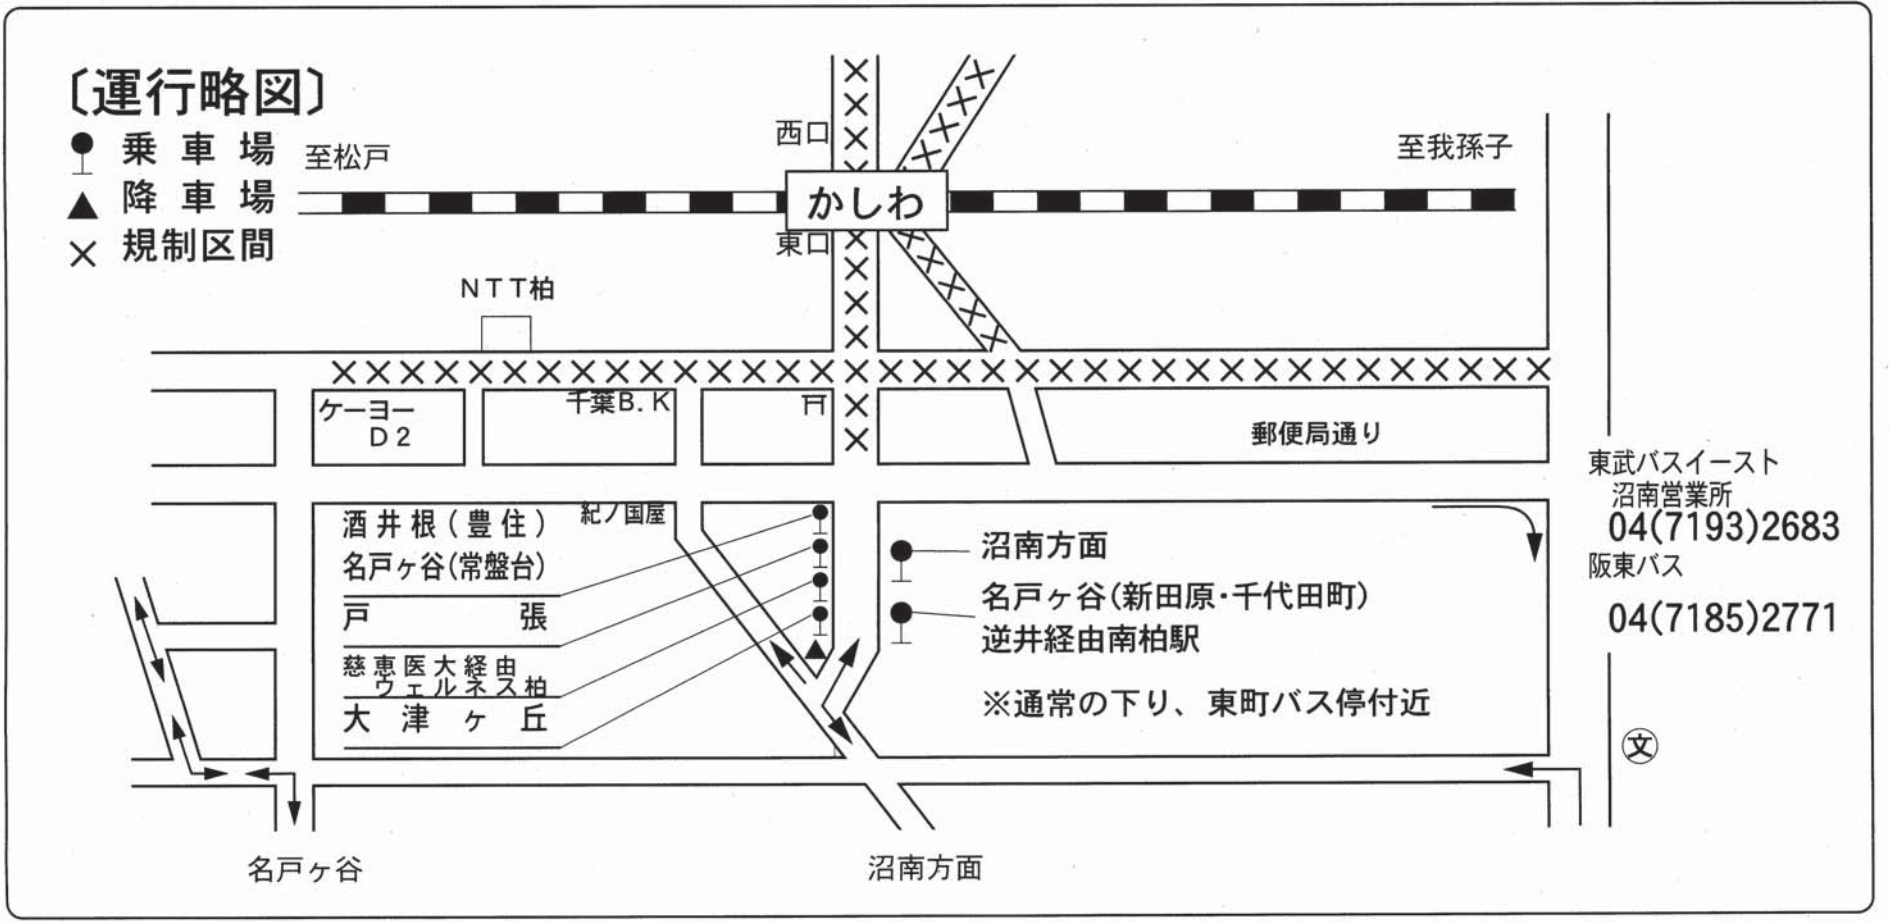 〔運行略図〕
乗車場
降車場
規制区間
至松戸
西口
至我孫子
かしわ
東口
NTT柏
ケーヨー
D2
千葉B.K
郵便局通り
東武バスイースト
沼南営業所
04(7193)2683
阪東バス
04(7185)2771
紀ノ国屋
酒井根(豊住)
名戸ヶ谷(常盤台)
戸張
慈恵医大経由
ウェルネス柏
大津ヶ丘
沼南方面
名戸ヶ谷(新田原・千代田町)
逆井経由南柏駅
※通常の下り、東町バス停付近
文
名戸ヶ谷
沼南方面